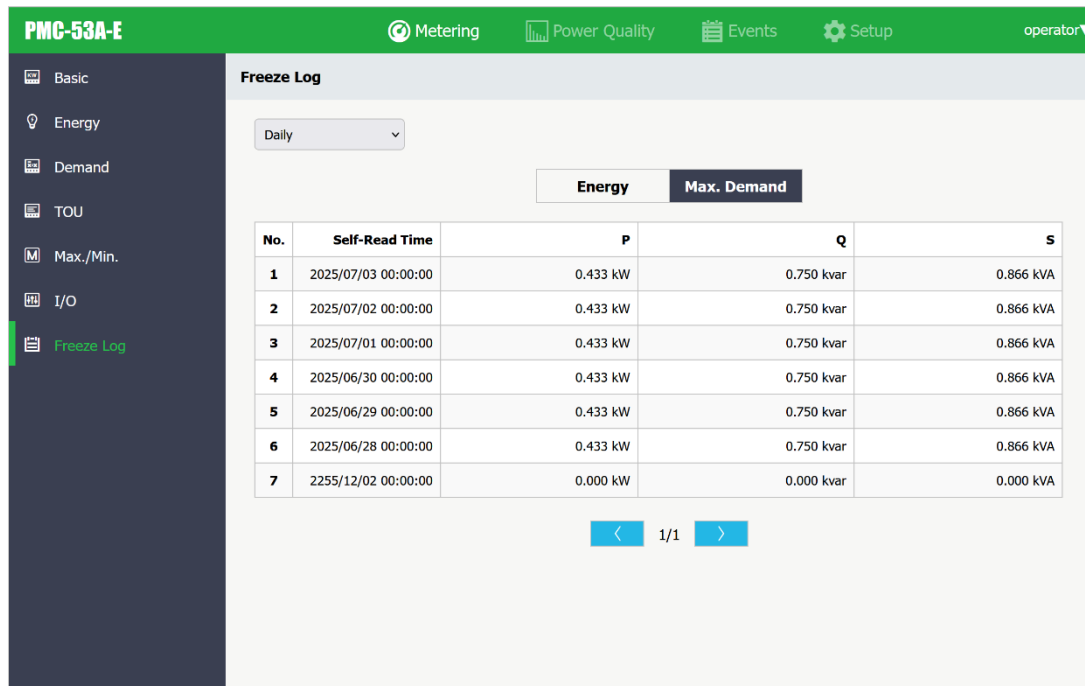 PMC-53A-E Metering Power Quality Events Setup operator▼
Basic
Energy
Demand
TOU
Max./Min.
I/O
Freeze Log
Freeze Log
Daily
Energy Max. Demand
No. Self-Read Time P Q S
1 2025/07/03 00:00:00 0.433 kW 0.750 kvar 0.866 kVA
2 2025/07/02 00:00:00 0.433 kW 0.750 kvar 0.866 kVA
3 2025/07/01 00:00:00 0.433 kW 0.750 kvar 0.866 kVA
4 2025/06/30 00:00:00 0.433 kW 0.750 kvar 0.866 kVA
5 2025/06/29 00:00:00 0.433 kW 0.750 kvar 0.866 kVA
6 2025/06/28 00:00:00 0.433 kW 0.750 kvar 0.866 kVA
7 2255/12/02 00:00:00 0.000 kW 0.000 kvar 0.000 kVA
1/1